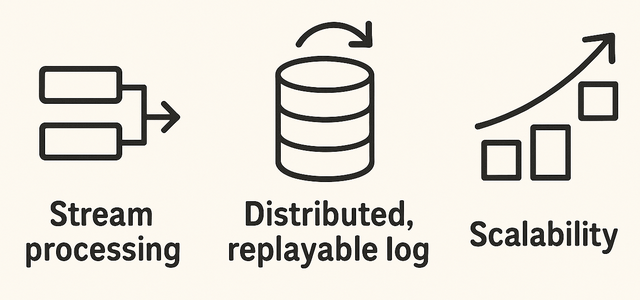 Stream
processing
Distributed,
replayable log
Scalability